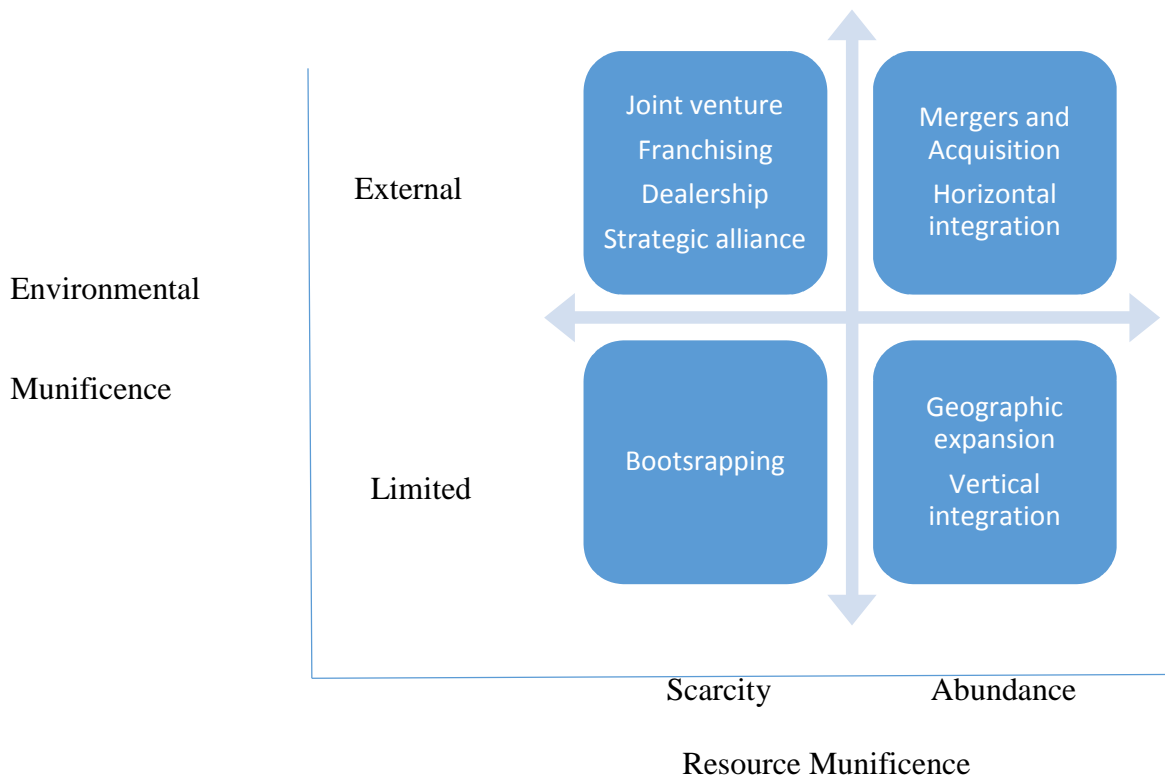 Joint venture
Franchising
Dealership
Strategic alliance
Mergers and
Acquisition
Horizontal
integration
External
Environmental
Munificence
Bootsrapping
Geographic
expansion
Vertical
integration
Limited
Scarcity
Abundance
Resource Munificence